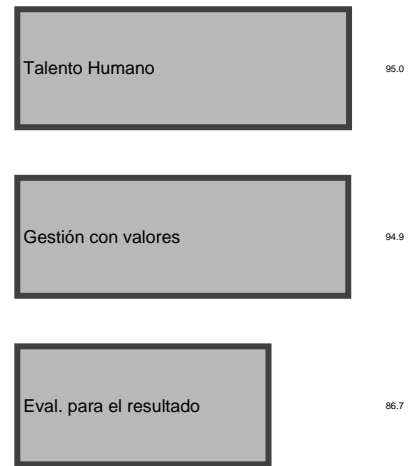 Talento Humano 95.0
Gestión con valores 94.9
Eval. para el resultado 86.7